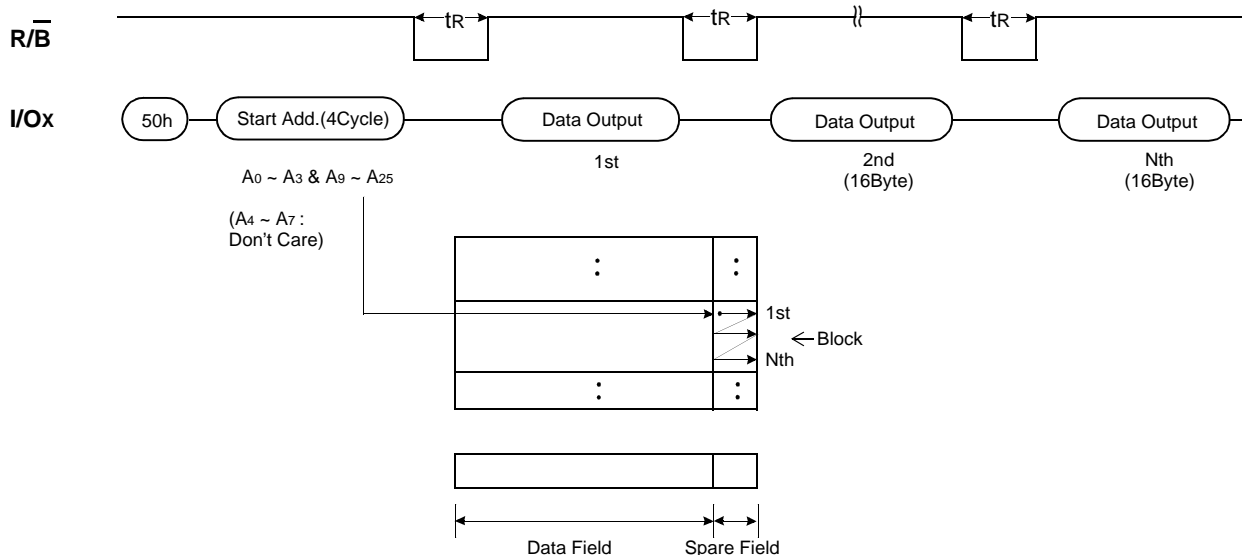 R/B
tR
tR
tR
I/Ox
50h
Start Add.(4Cycle)
Data Output
Data Output
Data Output
1st
2nd
(16Byte)
Nth
(16Byte)
A0 ~ A3 & A9 ~ A25
(A4 ~ A7 :
Don't Care)
1st
Block
Nth
Data Field
Spare Field